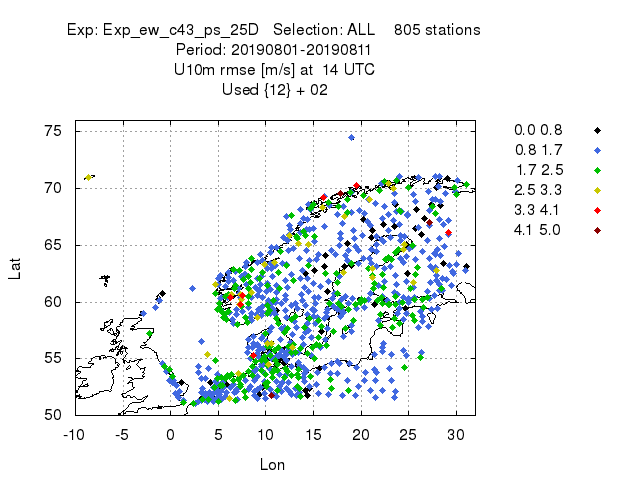 Exp: Exp_ew_c43_ps_25D   Selection: ALL    805 stations
Period: 20190801-20190811
U10m rmse [m/s] at  14 UTC
Used {12} + 02
0.0 0.8
0.8 1.7
1.7 2.5
2.5 3.3
3.3 4.1
4.1 5.0
75
70
65
60
55
50
Lat
-10 -5 0 5 10 15 20 25 30
Lon